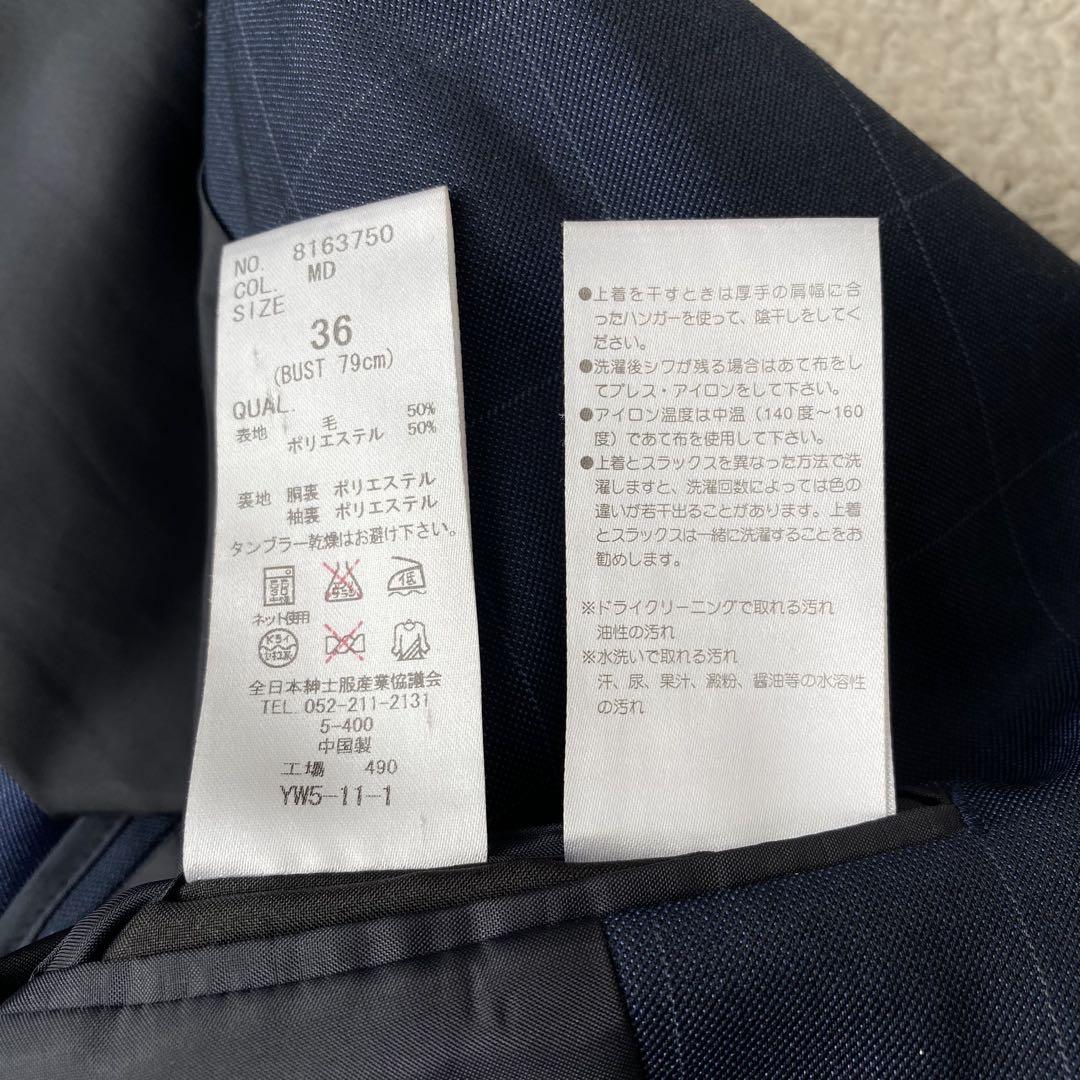 NO. 8163750
COL. MD
SIZE
36
(BUST 79cm)
QUAL.
表地 毛 50%
ポリエステル 50%
裏地 胴裏 ポリエステル
袖裏 ポリエステル
タンブラー乾燥はお避け下さい。
低
ネット使用
全日本紳士服産業協議会
TEL.052-211-2131
5-400
中国製
工場 490
YW5-11-1
●上着を干すときは厚手の肩幅に合
ったハンガーを使って、陰干しをしてく
ださい。
●洗濯後シワが残る場合はあて布をし
てプレス・アイロンをして下さい。
●アイロン温度は中温（140度～160
度）であて布を使用して下さい。
●上着とスラックスを異なった方法で洗
濯しますと、洗濯回数によっては色の
違いが若干出ることがあります。上着
とスラックスは一緒に洗濯することをお
勧めします。
※ドライクリーニングで取れる汚れ
油性の汚れ
※水洗いで取れる汚れ
汗、尿、果汁、澱粉、醤油等の水溶性
の汚れ